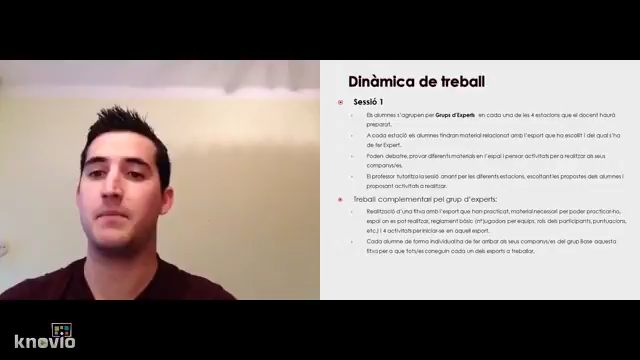 Dinàmica de treball
Sessió 1
Els alumnes s'agrupen per Grups d'Experts en cada una de les 4 estacions que el docent haurà
preparat.
A cada estació els alumnes tindran material relacionat amb l'esport que ha escollit i del qual s'ha
de fer Expert.
Poden debatre, provar diferents materials en l'espai i pensar activitats per a realitzar als seus
companys/es.
El professor tutoritza la sessió anant per les diferents estacions, escoltant les propostes dels alumnes i
proposant activitats a realitzar.
Treball complementari pel grup d'experts:
Realització d'una fitxa amb l'esport que han practicat, material necessari per poder practicar-ho,
espai on es pot realitzar, reglament bàsic (nº jugadors per equips, rols dels participants, puntuacions,
etc.) i 4 activitats per iniciar-se en aquell esport.
Cada alumne de forma individual ha de fer arribar als seus companys/es del grup Base aquesta
fitxa per a que tots/es coneguin cada un dels esports a treballar.
knovio